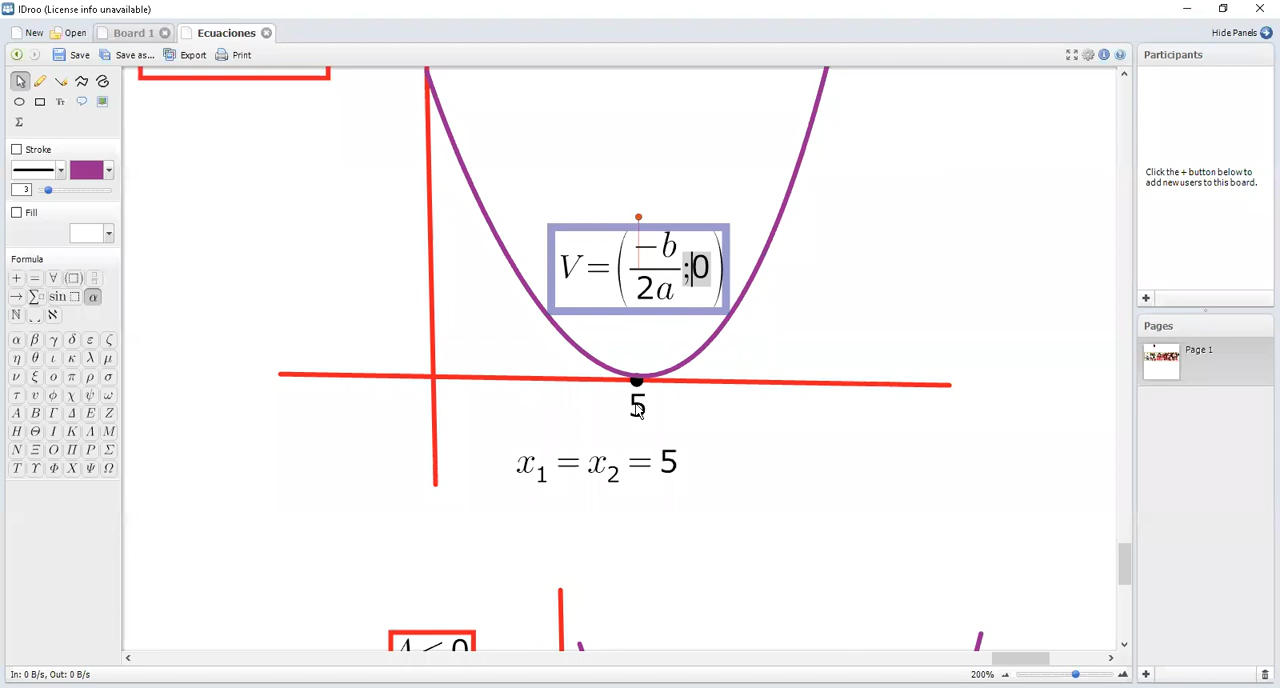 IDroo (License info unavailable)
New Open Board 1 Ecuaciones Hide Panels
Save Save as... Export Print
Participants
Click the + button below to
add new users to this board.
Stroke
3
Fill
Formula
+ = ∀ (□)
→ Σ sin α
ℕ ℵ
α β γ δ ε ζ
η θ ι κ λ μ
ν ξ ο π ρ σ
τ υ φ χ ψ ω
Α Β Γ Δ Ε Ζ
Η Θ Ι Κ Λ Μ
Ν Ξ Ο Π Ρ Σ
Τ Υ Φ Χ Ψ Ω
V = (-b/2a ;0)
5
x₁ = x₂ = 5
Δ < 0
Pages
Page 1
In: 0 B/s, Out: 0 B/s
200%